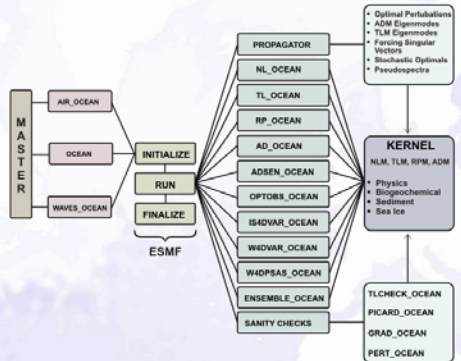 MASTER
AIR_OCEAN
OCEAN
WAVES_OCEAN
INITIALIZE
RUN
FINALIZE
ESMF
PROPAGATOR
NL_OCEAN
TL_OCEAN
RP_OCEAN
AD_OCEAN
ADSEN_OCEAN
OPTOBS_OCEAN
IS4DVAR_OCEAN
W4DVAR_OCEAN
W4DPSAS_OCEAN
ENSEMBLE_OCEAN
SANITY CHECKS
• Optimal Pertubations
• ADM Eigenmodes
• TLM Eigenmodes
• Forcing Singular
Vectors
• Stochastic Optimals
• Pseudospectra
KERNEL
NLM, TLM, RPM, ADM
• Physics
• Biogeochemical
• Sediment
• Sea Ice
TLCHECK_OCEAN
PICARD_OCEAN
GRAD_OCEAN
PERT_OCEAN